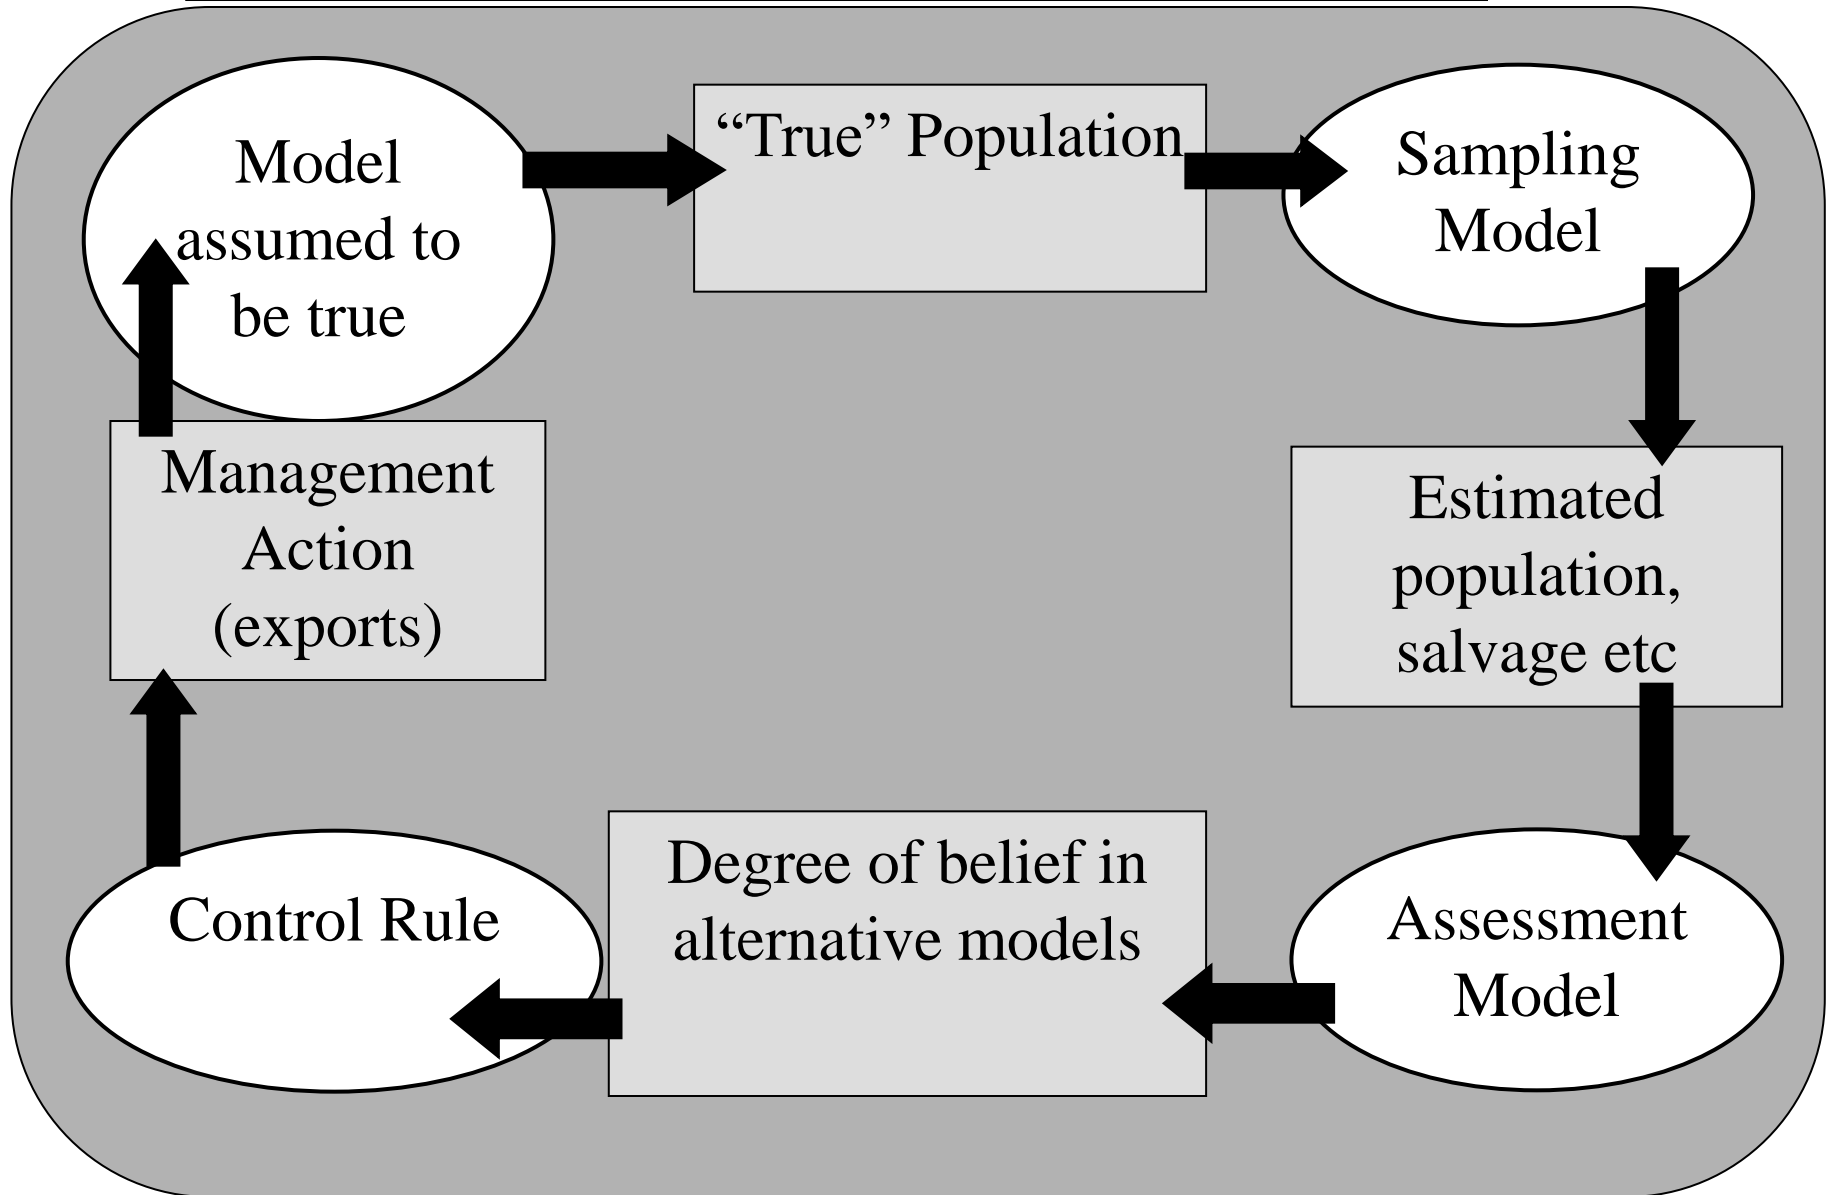 Model
assumed to
be true
“True” Population
Sampling
Model
Management
Action
(exports)
Estimated
population,
salvage etc
Control Rule
Degree of belief in
alternative models
Assessment
Model